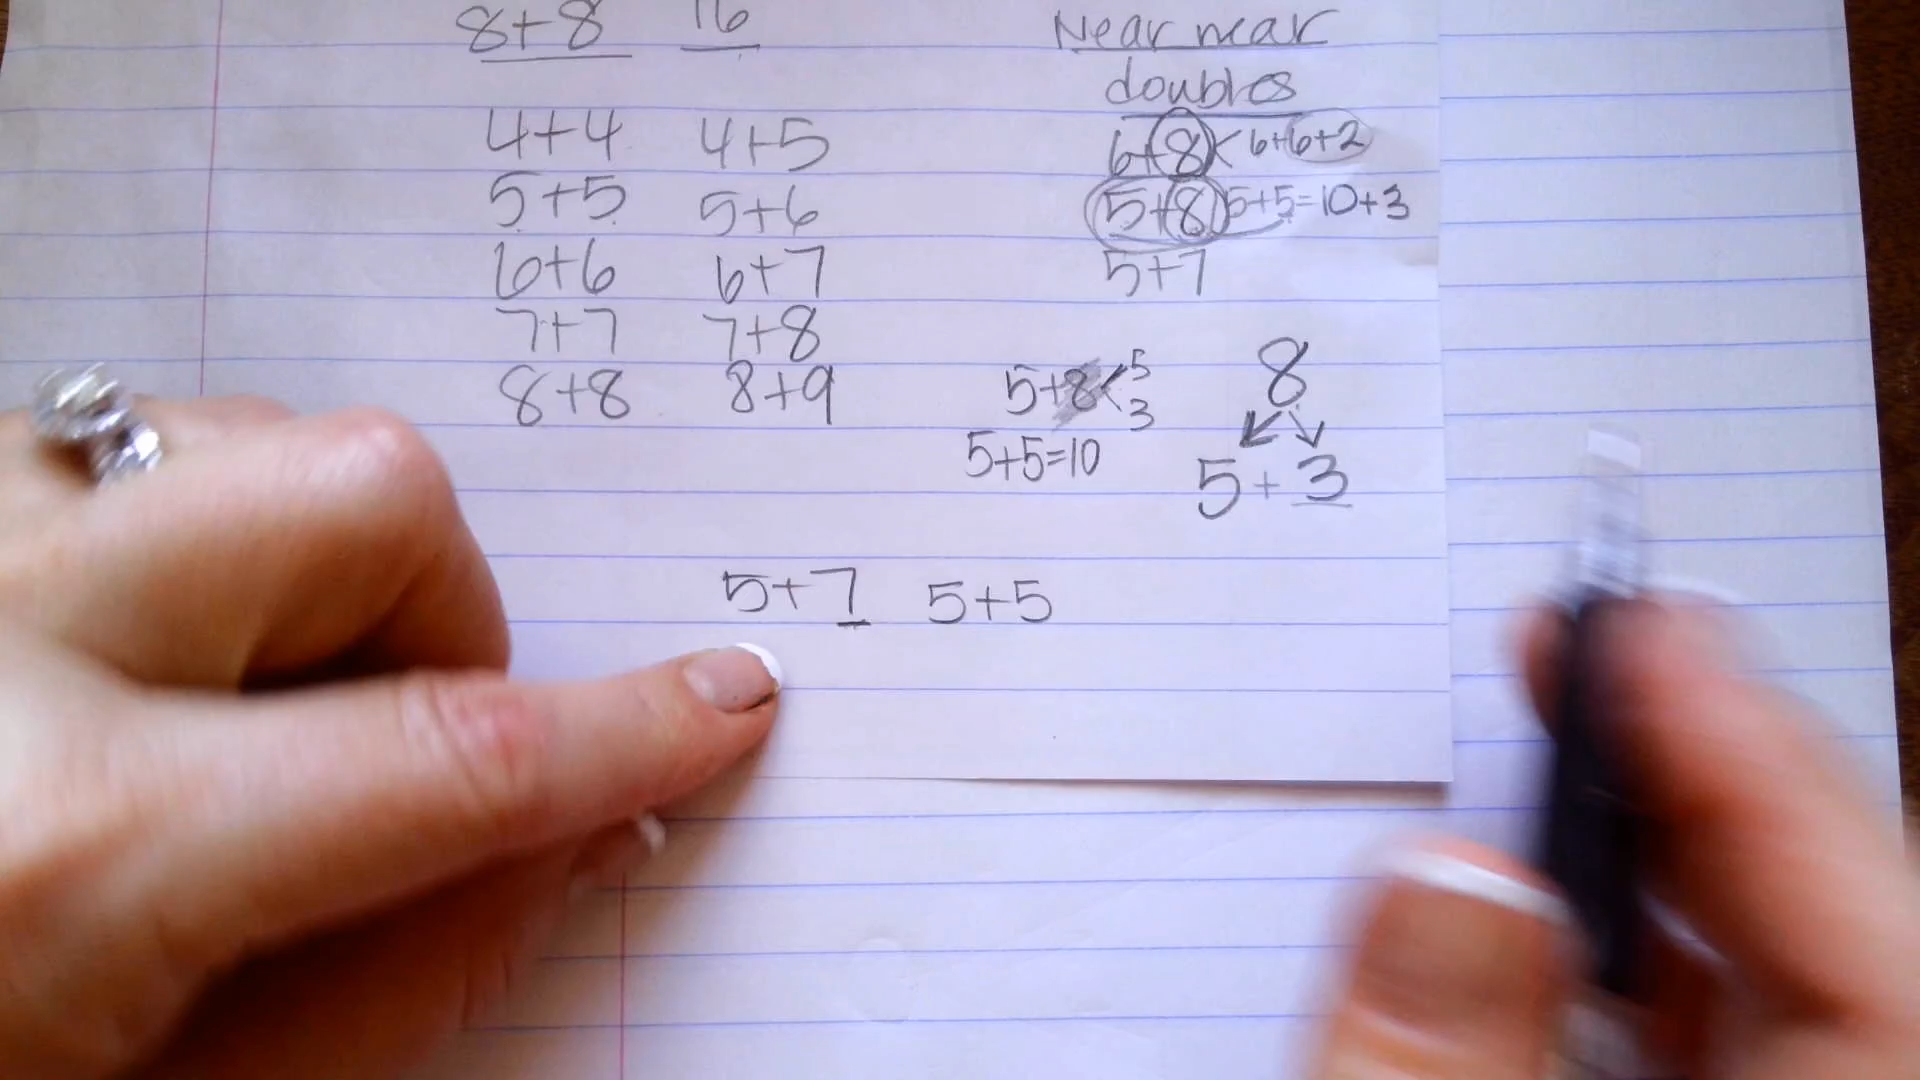 8+8 16
Near near
doubles
4+4 4+5 6+8<6+6+2
5+5 5+6 5+8 5+5=10+3
6+6 6+7 5+7
7+7 7+8
8+8 8+9
5+8< 5
3
5+5=10
8
5+3
5+7 5+5